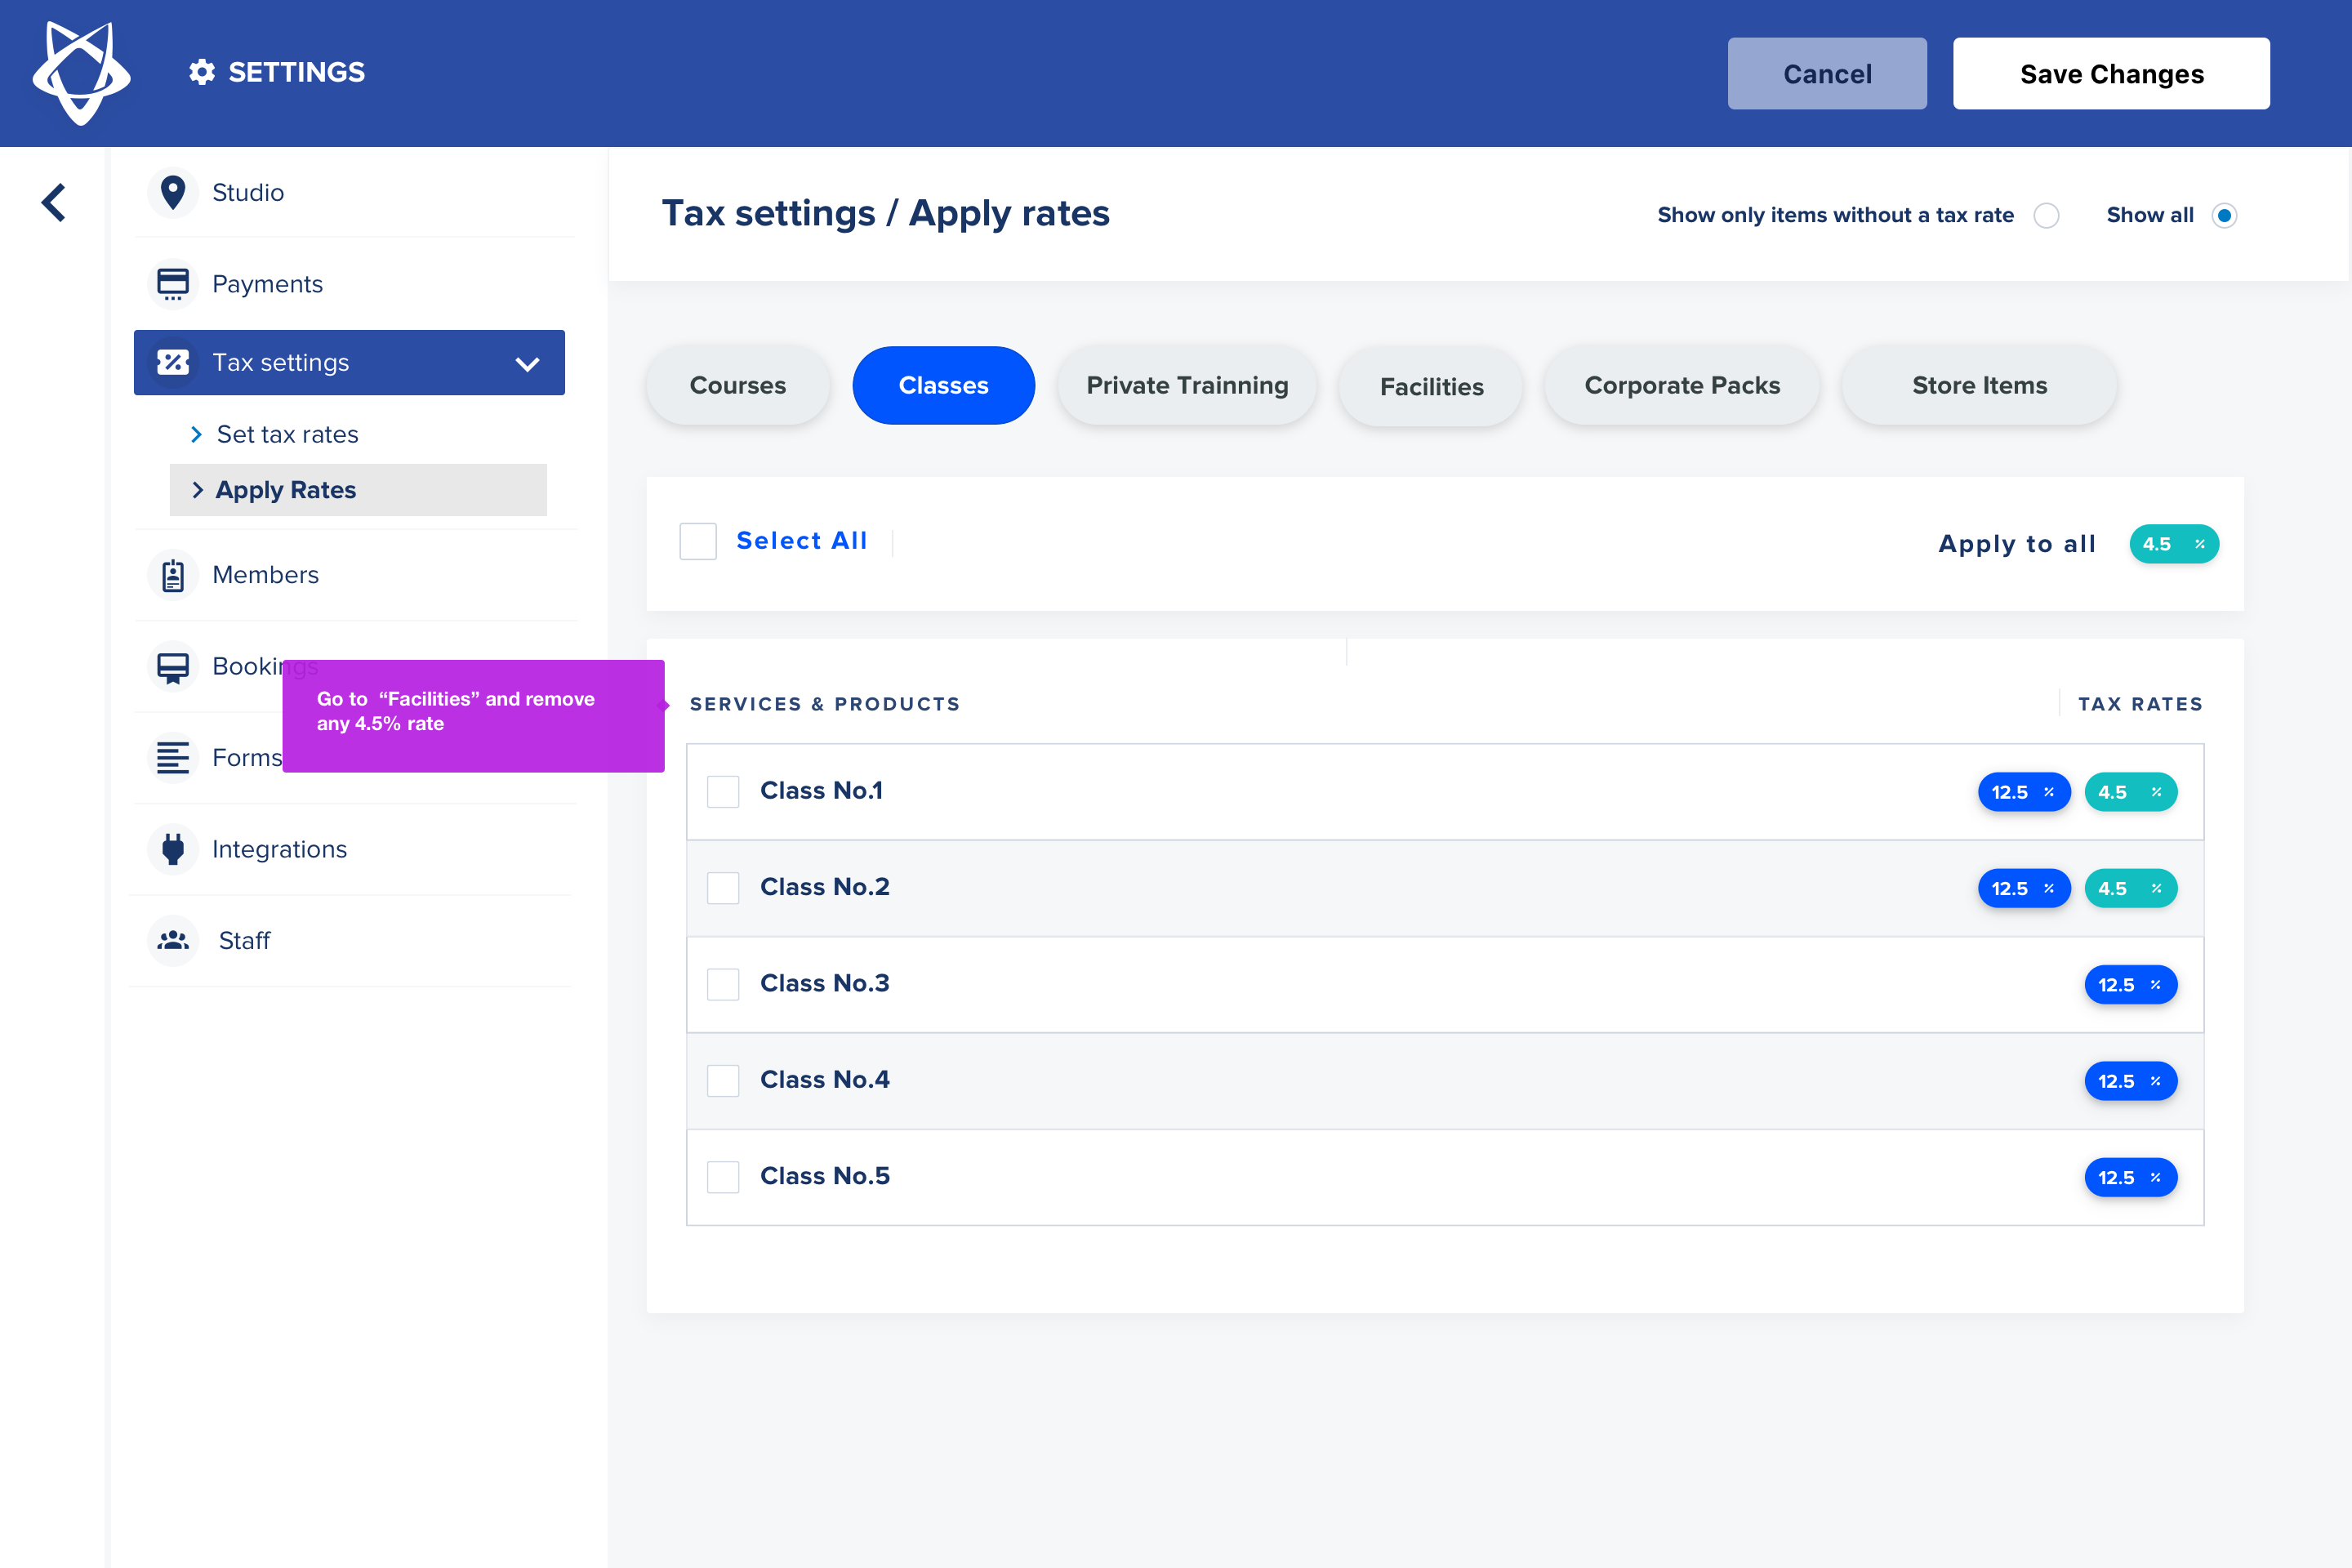 SETTINGS
Cancel
Save Changes
Studio
Payments
Tax settings
Set tax rates
Apply Rates
Members
Bookings
Forms
Integrations
Staff
Go to “Facilities” and remove
any 4.5% rate
Tax settings / Apply rates
Show only items without a tax rate
Show all
Courses
Classes
Private Trainning
Facilities
Corporate Packs
Store Items
Select All
Apply to all
4.5 %
SERVICES & PRODUCTS
TAX RATES
Class No.1
12.5 %
4.5 %
Class No.2
12.5 %
4.5 %
Class No.3
12.5 %
Class No.4
12.5 %
Class No.5
12.5 %